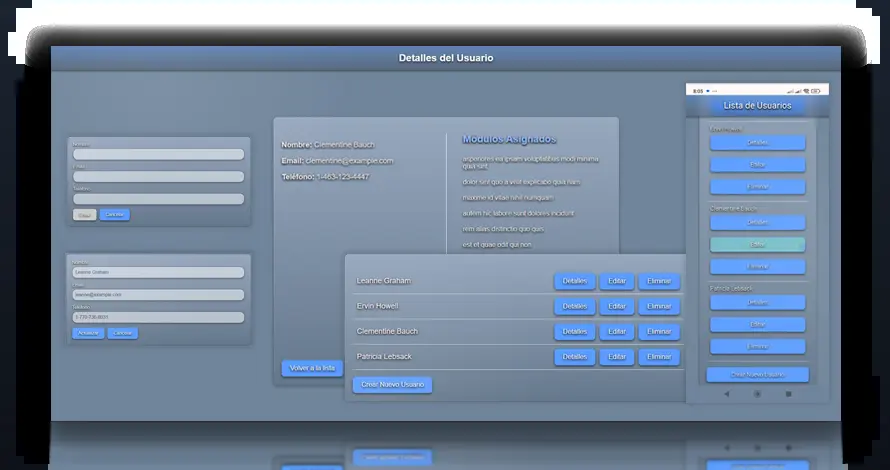 Detalles del Usuario
Nombre:
Email:
Teléfono:
Crear
Cancelar
Nombre:
Leanne Graham
Email:
leanne@example.com
Teléfono:
1-770-736-8031
Actualizar
Cancelar
Nombre: Clementine Bauch
Email: clementine@example.com
Teléfono: 1-463-123-4447
Módulos Asignados
asperiores ea ipsam voluptatibus modi minima
quia sint
dolor sint quo a velit explicabo quia nam
maxime id vitae nihil numquam
autem hic labore sunt dolores incidunt
rem alias distinctio quo quis
est et quae odit qui non
Volver a la lista
Leanne Graham Detalles Editar Eliminar
Ervin Howell Detalles Editar Eliminar
Clementine Bauch Detalles Editar Eliminar
Patricia Lebsack Detalles Editar Eliminar
Crear Nuevo Usuario
8:05
Lista de Usuarios
Ervin Howell
Detalles
Editar
Eliminar
Clementine Bauch
Detalles
Editar
Eliminar
Patricia Lebsack
Detalles
Editar
Eliminar
Crear Nuevo Usuario